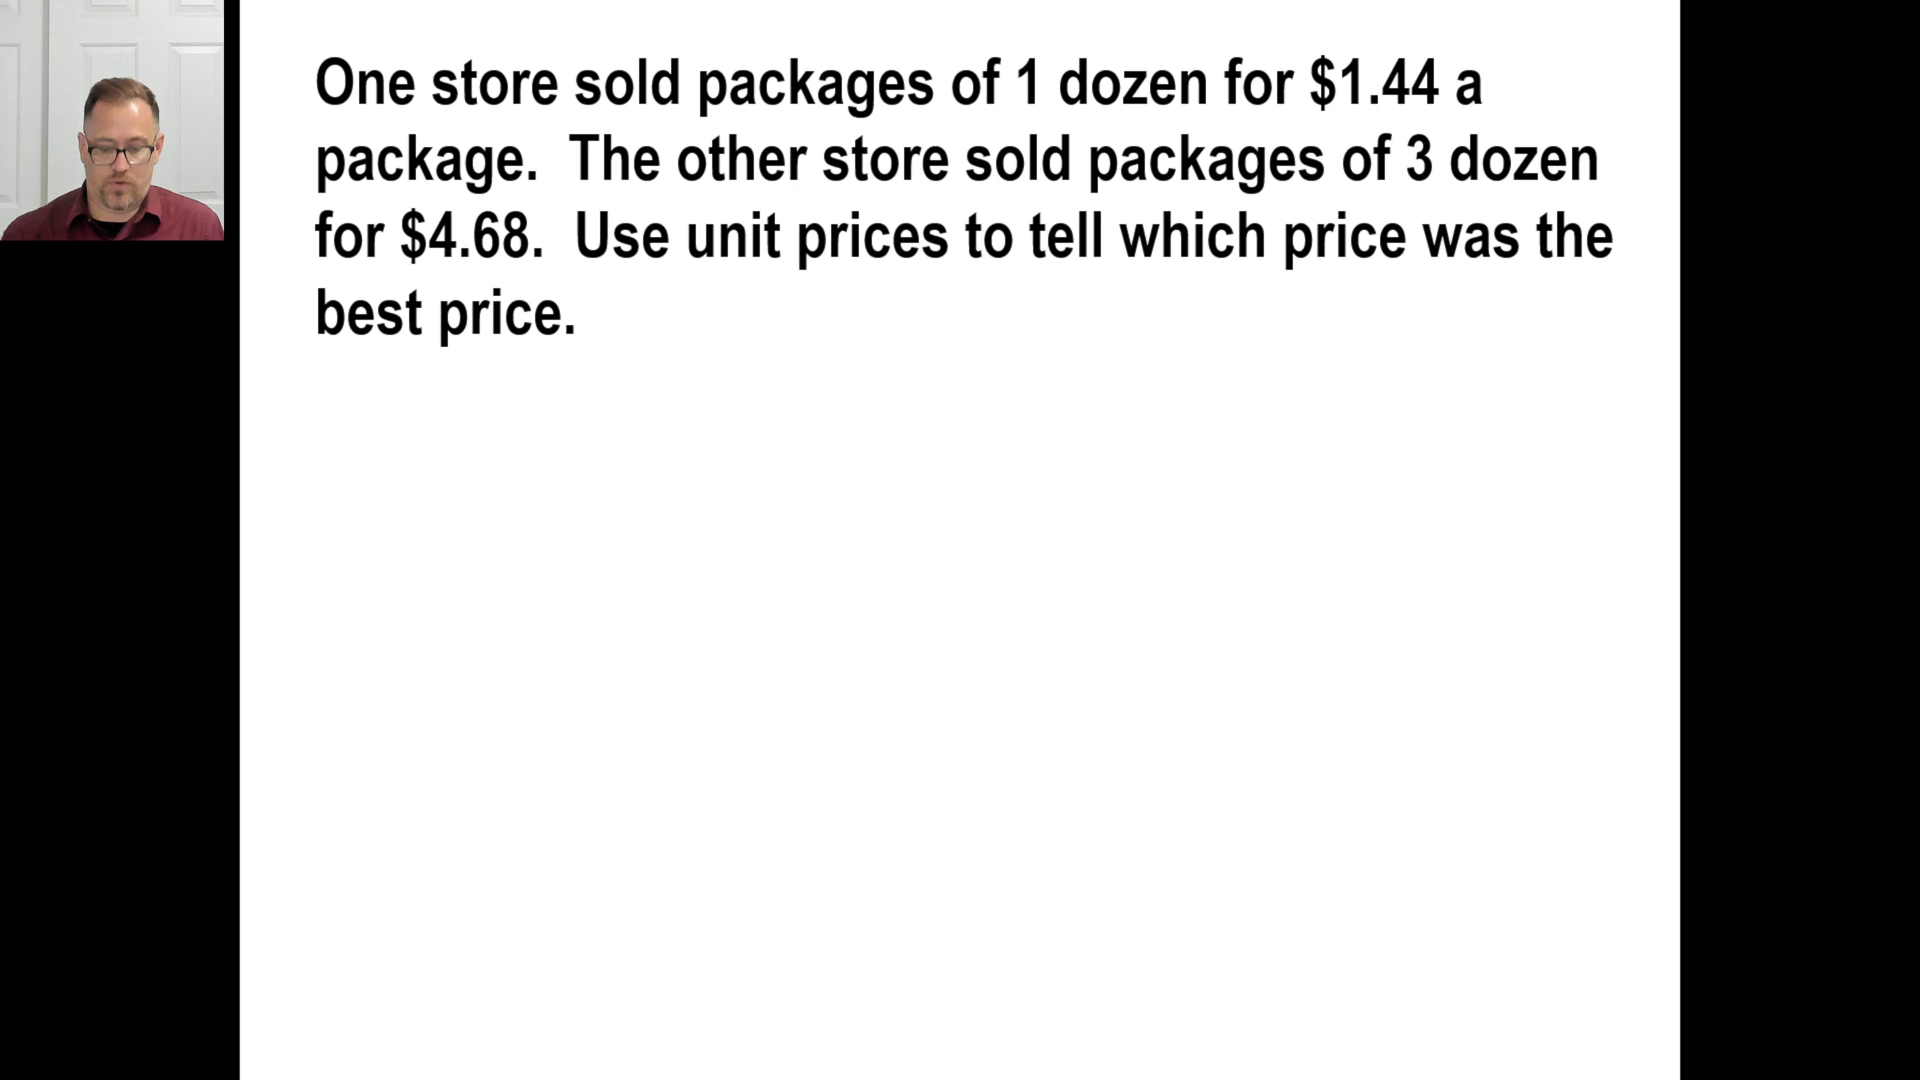 One store sold packages of 1 dozen for $1.44 a
package.  The other store sold packages of 3 dozen
for $4.68.  Use unit prices to tell which price was the
best price.